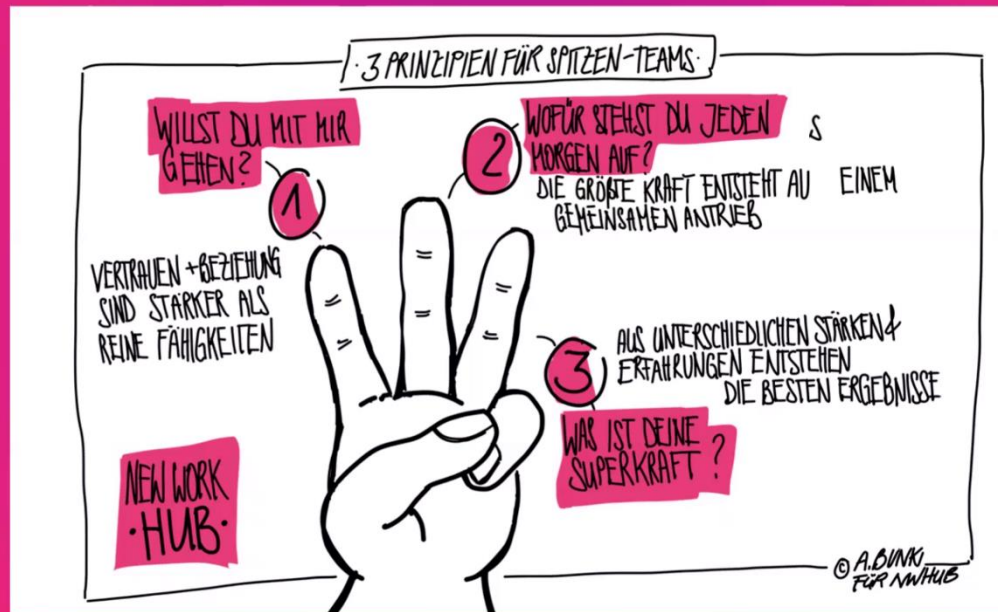 · 3 PRINZIPIEN FÜR SPITZEN-TEAMS ·
WILLST DU MIT MIR
GEHEN?
1
VERTRAUEN + BEZIEHUNG
SIND STÄRKER ALS
REINE FÄHIGKEITEN
2
WOFÜR STEHST DU JEDEN S
MORGEN AUF?
DIE GRÖßTE KRAFT ENTSTEHT AU EINEM
GEMEINSAMEN ANTRIEB
3
AUS UNTERSCHIEDLICHEN STÄRKEN &
ERFAHRUNGEN ENTSTEHEN
DIE BESTEN ERGEBNISSE
WAS IST DEINE
SUPERKRAFT?
NEW WORK
· HUB ·
© A. BUNK
FÜR NWHUB